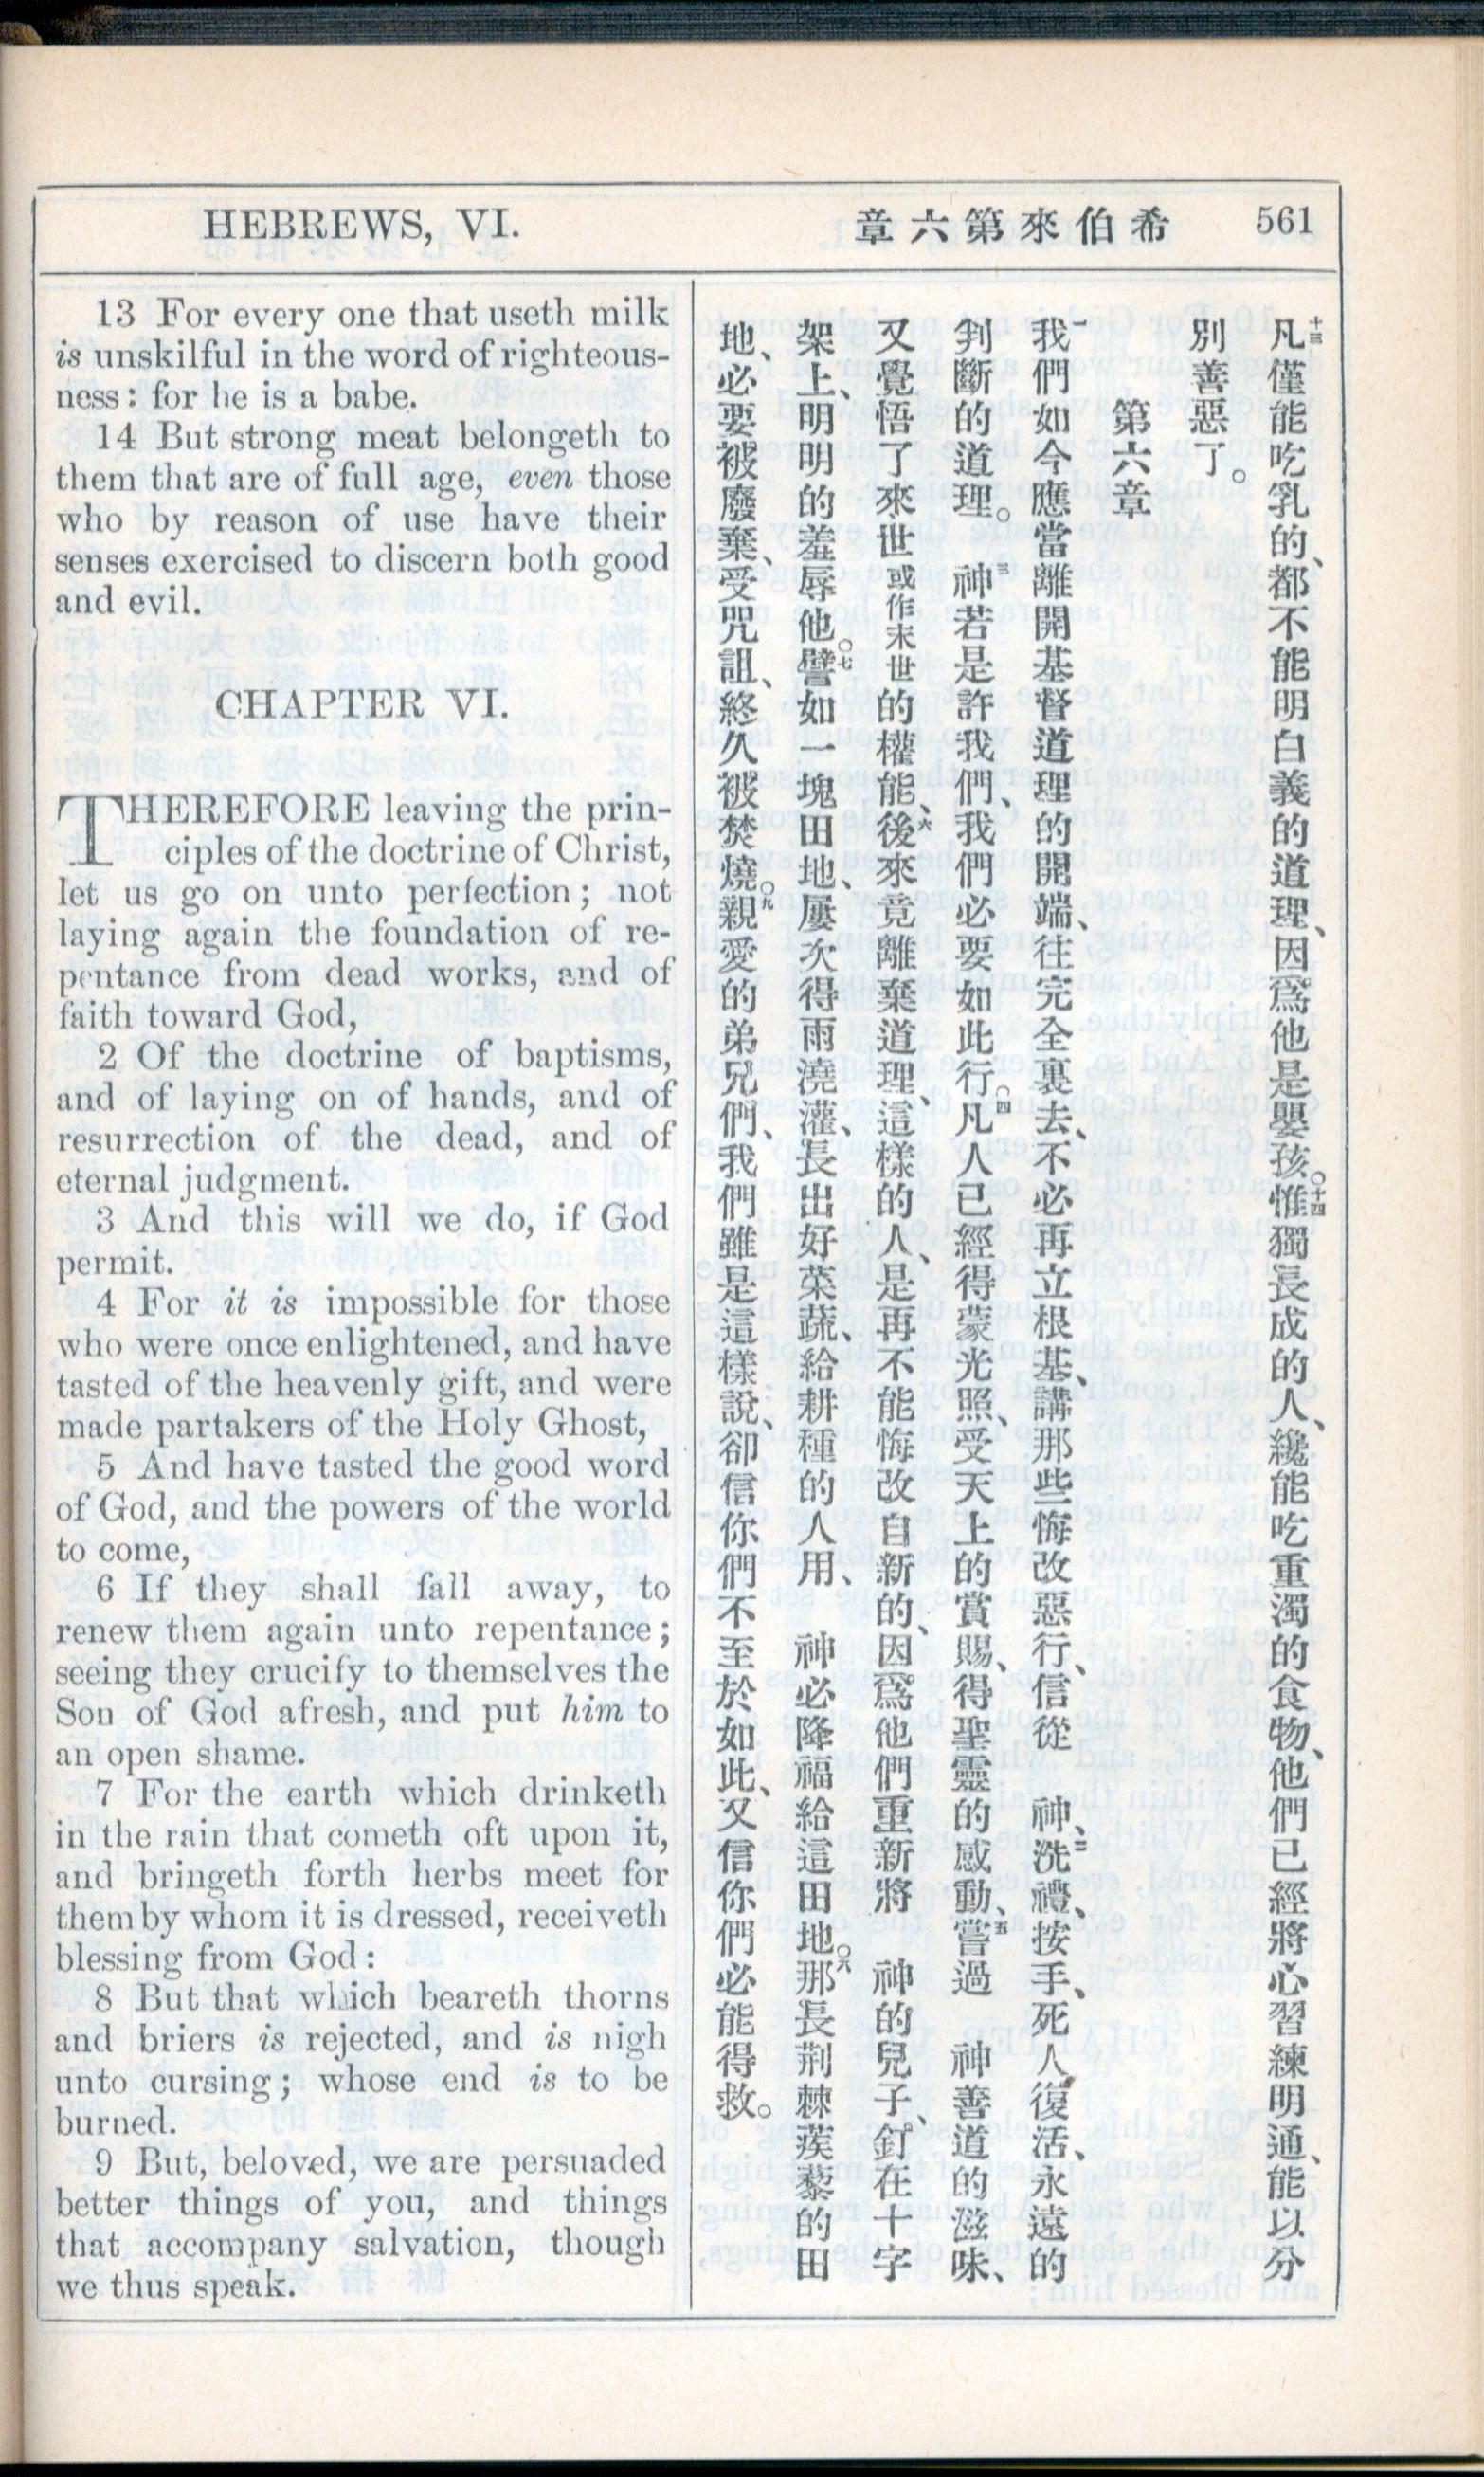 HEBREWS, VI.
章六第來伯希 561
13 For every one that useth milk
is unskilful in the word of righteous-
ness: for he is a babe.
14 But strong meat belongeth to
them that are of full age, even those
who by reason of use have their
senses exercised to discern both good
and evil.
CHAPTER VI.
THEREFORE leaving the prin-
ciples of the doctrine of Christ,
let us go on unto perfection; not
laying again the foundation of re-
pentance from dead works, and of
faith toward God,
2 Of the doctrine of baptisms,
and of laying on of hands, and of
resurrection of the dead, and of
eternal judgment.
3 And this will we do, if God
permit.
4 For it is impossible for those
who were once enlightened, and have
tasted of the heavenly gift, and were
made partakers of the Holy Ghost,
5 And have tasted the good word
of God, and the powers of the world
to come,
6 If they shall fall away, to
renew them again unto repentance;
seeing they crucify to themselves the
Son of God afresh, and put him to
an open shame.
7 For the earth which drinketh
in the rain that cometh oft upon it,
and bringeth forth herbs meet for
them by whom it is dressed, receiveth
blessing from God:
8 But that which beareth thorns
and briers is rejected, and is nigh
unto cursing; whose end is to be
burned.
9 But, beloved, we are persuaded
better things of you, and things
that accompany salvation, though
we thus speak.
十三凡僅能吃乳的、都不能明白義的道理、因爲他是嬰孩。○十四惟獨長成的人、纔能吃重濁的食物、他們已經將心習練明通、能以分
別善惡了。
第六章
一我們如今應當離開基督道理的開端、往完全裏去、不必再立根基、講那些悔改惡行、信從 神、二洗禮、按手、死人復活、永遠的
判斷的道理。 三神若是許我們、我們必要如此行。○四凡人已經得蒙光照、受天上的賞賜、得聖靈的感動、五嘗過 神善道的滋味、
又覺悟了來世或作末世的權能、六後來竟離棄道理、這樣的人、是再不能悔改自新的、因爲他們重新將 神的兒子、釘在十字
架上、明明的羞辱他。○七譬如一塊田地、屢次得雨澆灌、長出好菜蔬、給耕種的人用、 神必降福給這田地。○八那長荆棘蒺藜的田
地、必要被廢棄、受咒詛、終久被焚燒。○九親愛的弟兄們、我們雖是這樣說、卻信你們不至於如此、又信你們必能得救。